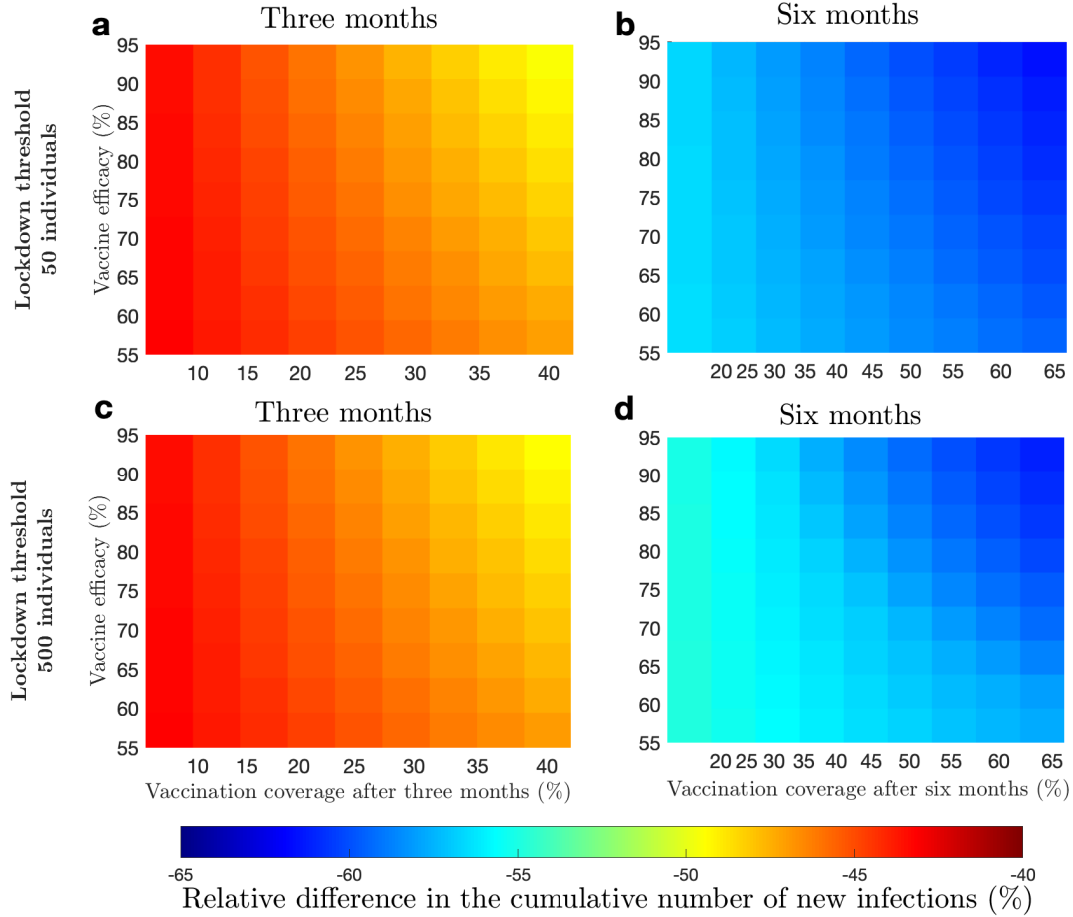 a
Three months
b
Six months
Lockdown threshold
50 individuals
Vaccine efficacy (%)
95
90
85
80
75
70
65
60
55
10 15 20 25 30 35 40
95
90
85
80
75
70
65
60
55
20 25 30 35 40 45 50 55 60 65
c
Three months
d
Six months
Lockdown threshold
500 individuals
Vaccine efficacy (%)
95
90
85
80
75
70
65
60
55
10 15 20 25 30 35 40
Vaccination coverage after three months (%)
95
90
85
80
75
70
65
60
55
20 25 30 35 40 45 50 55 60 65
Vaccination coverage after six months (%)
-65 -60 -55 -50 -45 -40
Relative difference in the cumulative number of new infections (%)